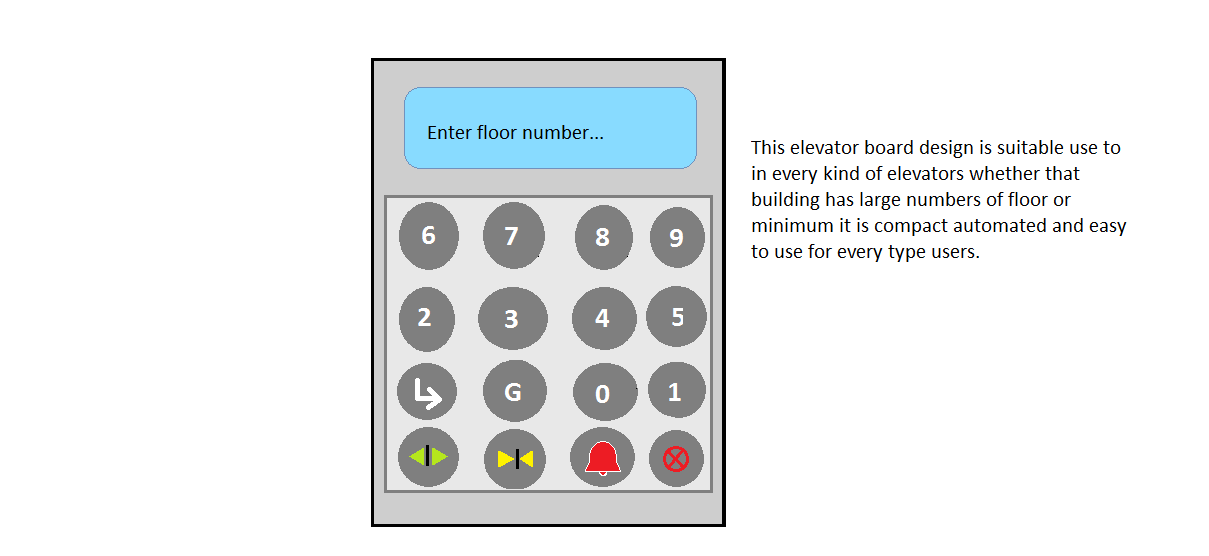 Enter floor number...
6 7 8 9
2 3 4 5
G 0 1
This elevator board design is suitable use to
in every kind of elevators whether that
building has large numbers of floor or
minimum it is compact automated and easy
to use for every type users.